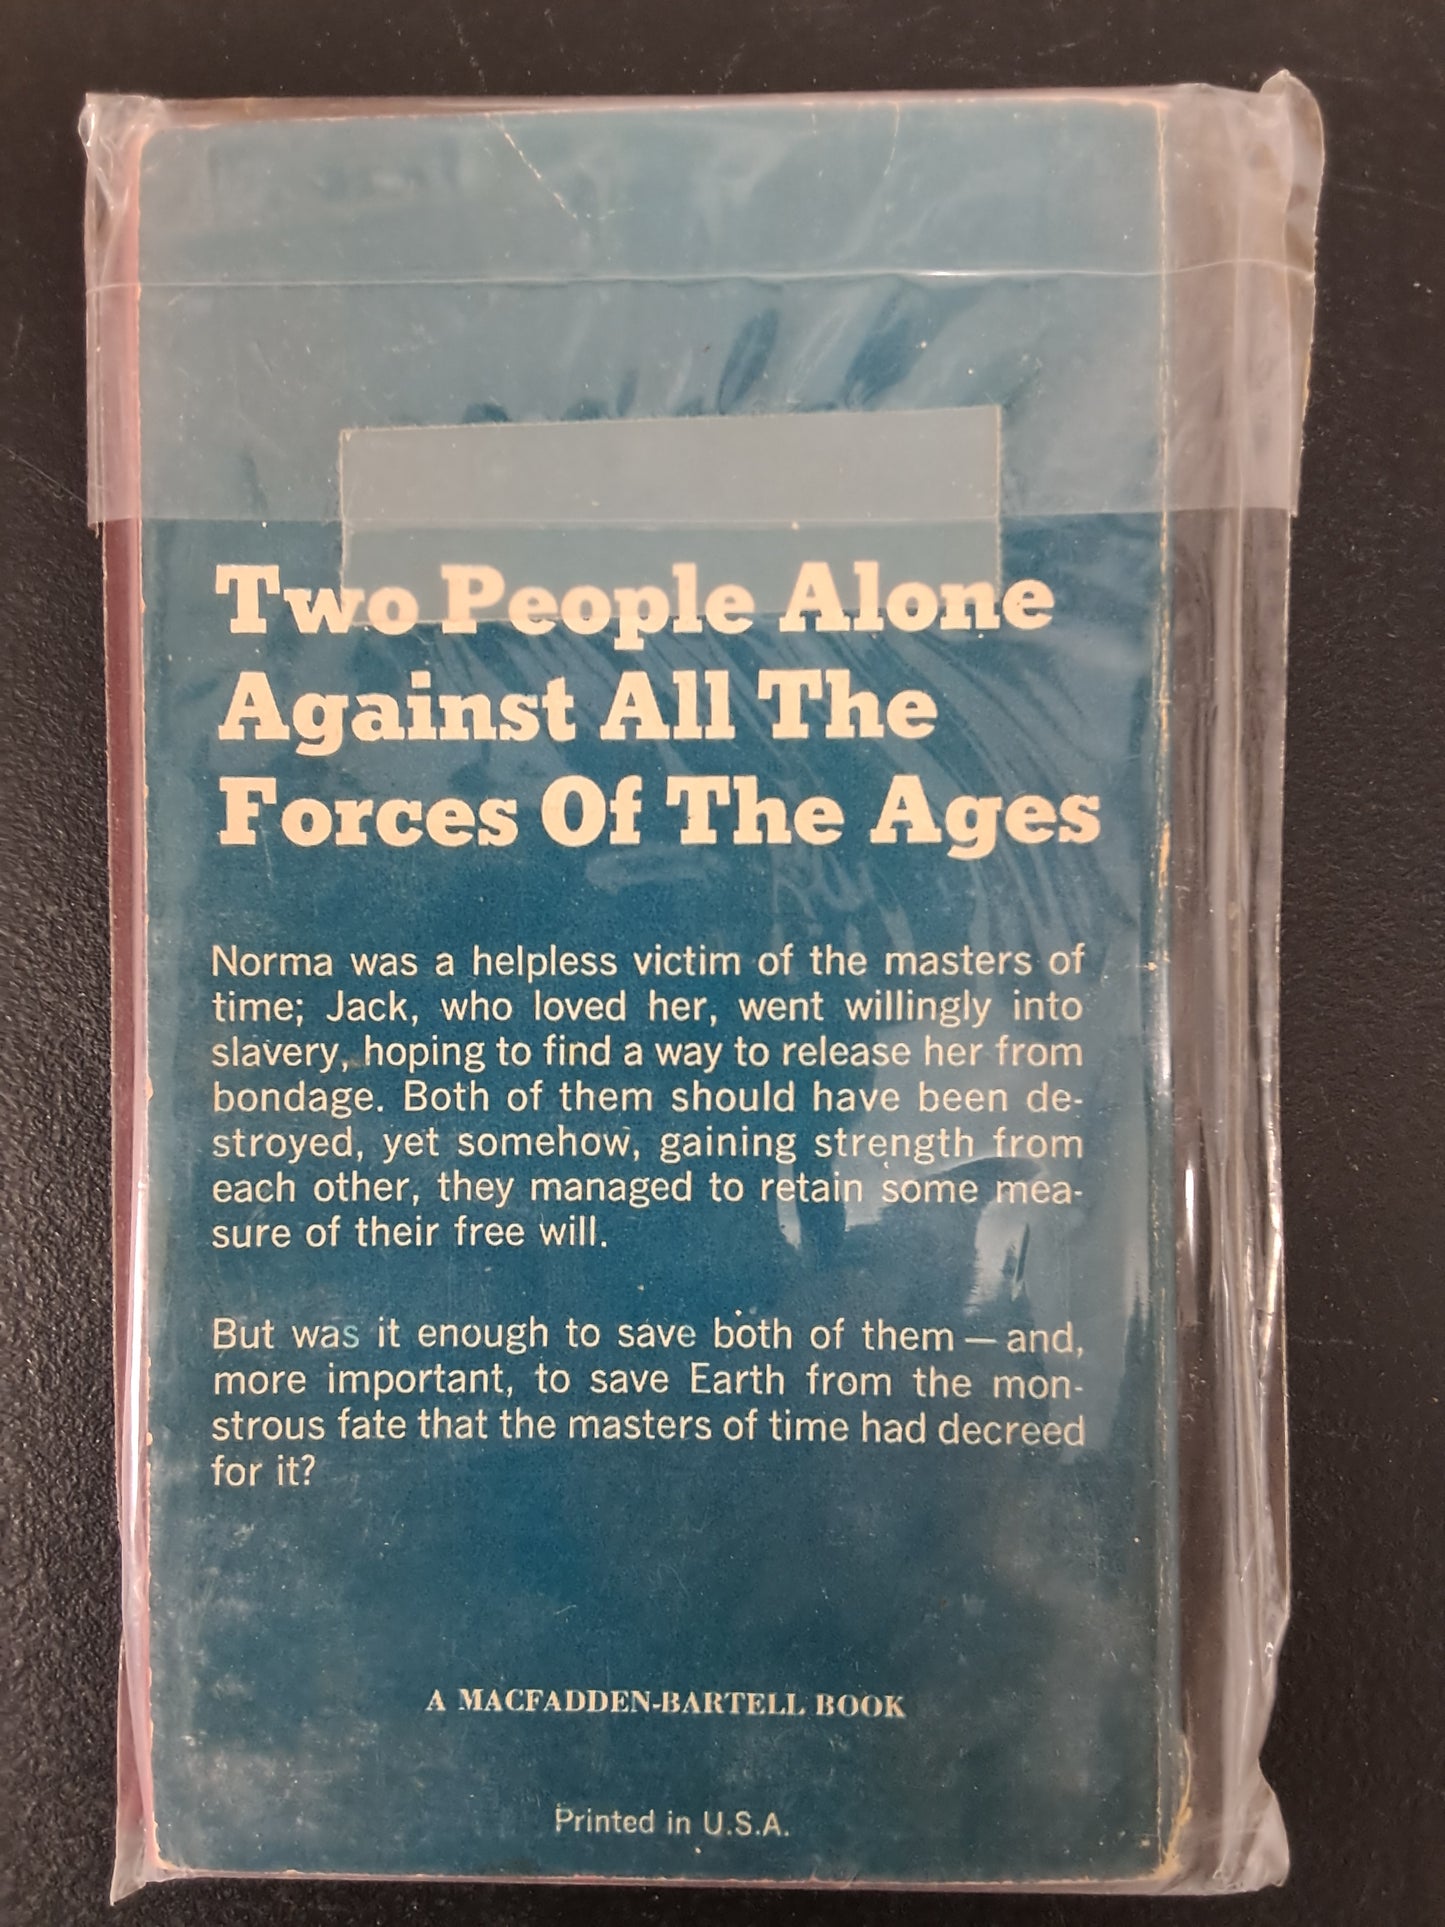 Two People Alone
Against All The
Forces Of The Ages
Norma was a helpless victim of the masters of
time; Jack, who loved her, went willingly into
slavery, hoping to find a way to release her from
bondage. Both of them should have been de-
stroyed, yet somehow, gaining strength from
each other, they managed to retain some mea-
sure of their free will.
But was it enough to save both of them — and,
more important, to save Earth from the mon-
strous fate that the masters of time had decreed
for it?
A MACFADDEN-BARTELL BOOK
Printed in U.S.A.